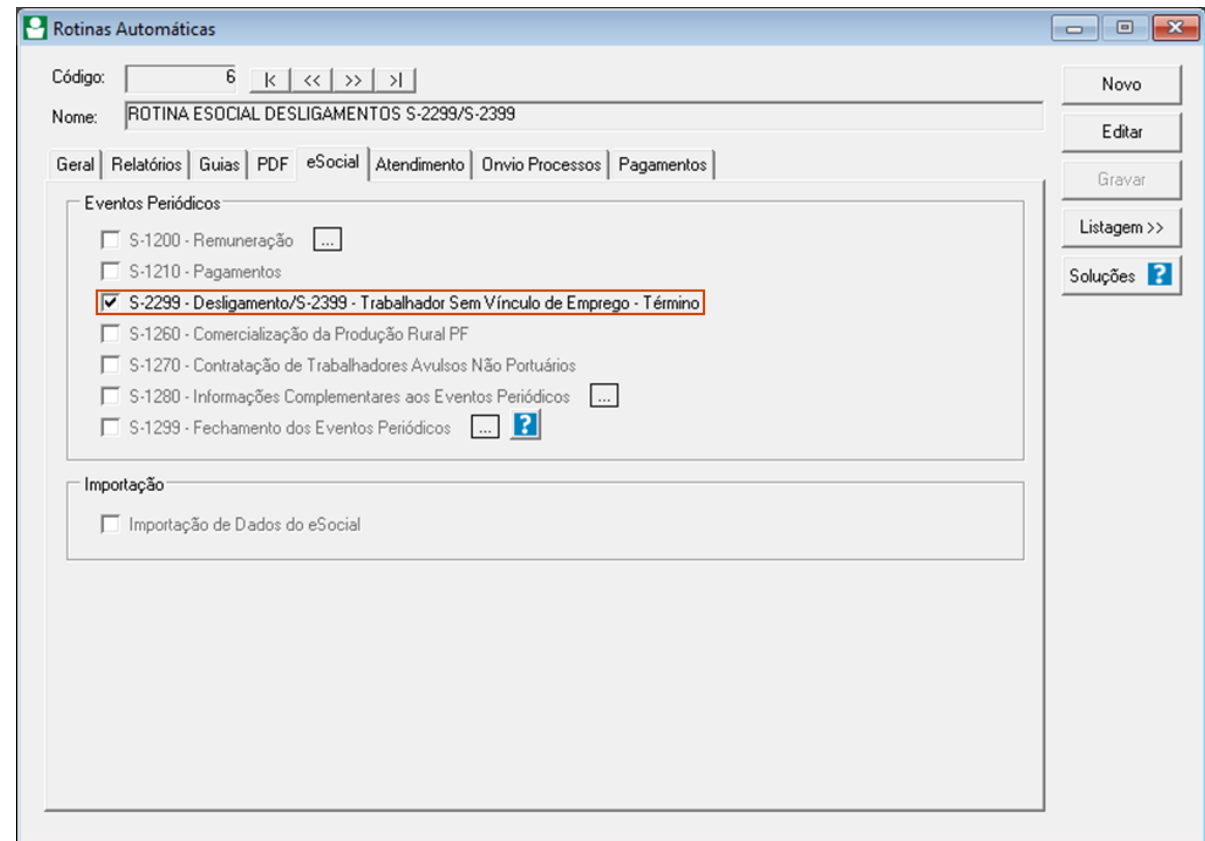 Rotinas Automáticas
Código: 6 |< << >> >|
Novo
Nome: ROTINA ESOCIAL DESLIGAMENTOS S-2299/S-2399
Editar
Geral Relatórios Guias PDF eSocial Atendimento Onvio Processos Pagamentos
Gravar
Eventos Periódicos
S-1200 - Remuneração ...
Listagem >>
S-1210 - Pagamentos
Soluções ?
S-2299 - Desligamento/S-2399 - Trabalhador Sem Vínculo de Emprego - Término
S-1260 - Comercialização da Produção Rural PF
S-1270 - Contratação de Trabalhadores Avulsos Não Portuários
S-1280 - Informações Complementares aos Eventos Periódicos ...
S-1299 - Fechamento dos Eventos Periódicos ... ?
Importação
Importação de Dados do eSocial